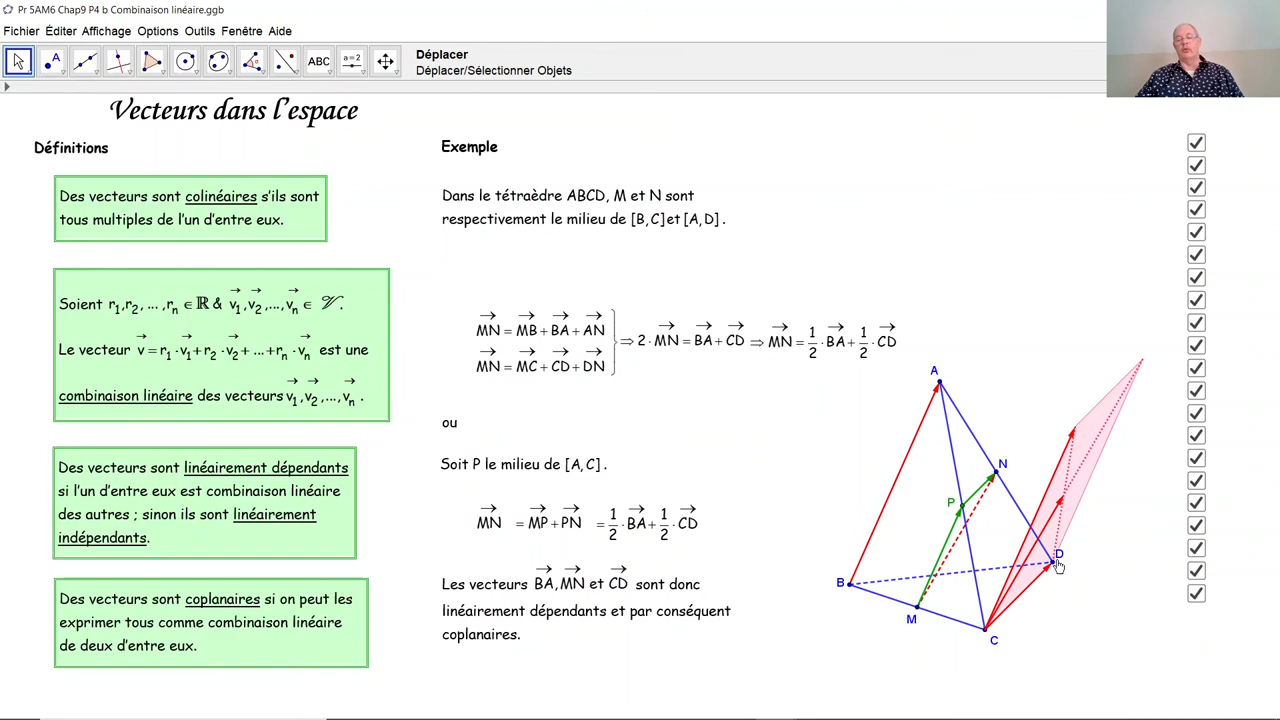 Pr 5AM6 Chap9 P4 b Combinaison linéaire.ggb
Fichier Éditer Affichage Options Outils Fenêtre Aide
A ABC a=2
Déplacer
Déplacer/Sélectionner Objets
Vecteurs dans l'espace
Définitions
Des vecteurs sont colinéaires s'ils sont
tous multiples de l'un d'entre eux.
Soient r₁,r₂, ... ,rₙ ∈ ℝ & v₁→,v₂→,...,vₙ→ ∈ 𝒱.
Le vecteur v→=r₁·v₁→+r₂·v₂→+...+rₙ·vₙ→ est une
combinaison linéaire des vecteurs v₁→,v₂→,...,vₙ→.
Des vecteurs sont linéairement dépendants
si l'un d'entre eux est combinaison linéaire
des autres ; sinon ils sont linéairement
indépendants.
Des vecteurs sont coplanaires si on peut les
exprimer tous comme combinaison linéaire
de deux d'entre eux.
Exemple
Dans le tétraèdre ABCD, M et N sont
respectivement le milieu de [B,C]et[A,D].
MN→=MB→+BA→+AN→
MN→=MC→+CD→+DN→
⇒2·MN→=BA→+CD→⇒MN→=1/2·BA→+1/2·CD→
ou
Soit P le milieu de [A,C].
MN→ =MP→+PN→ =1/2·BA→+1/2·CD→
Les vecteurs BA→,MN→ et CD→ sont donc
linéairement dépendants et par conséquent
coplanaires.
A
N
P
D
B
M
C